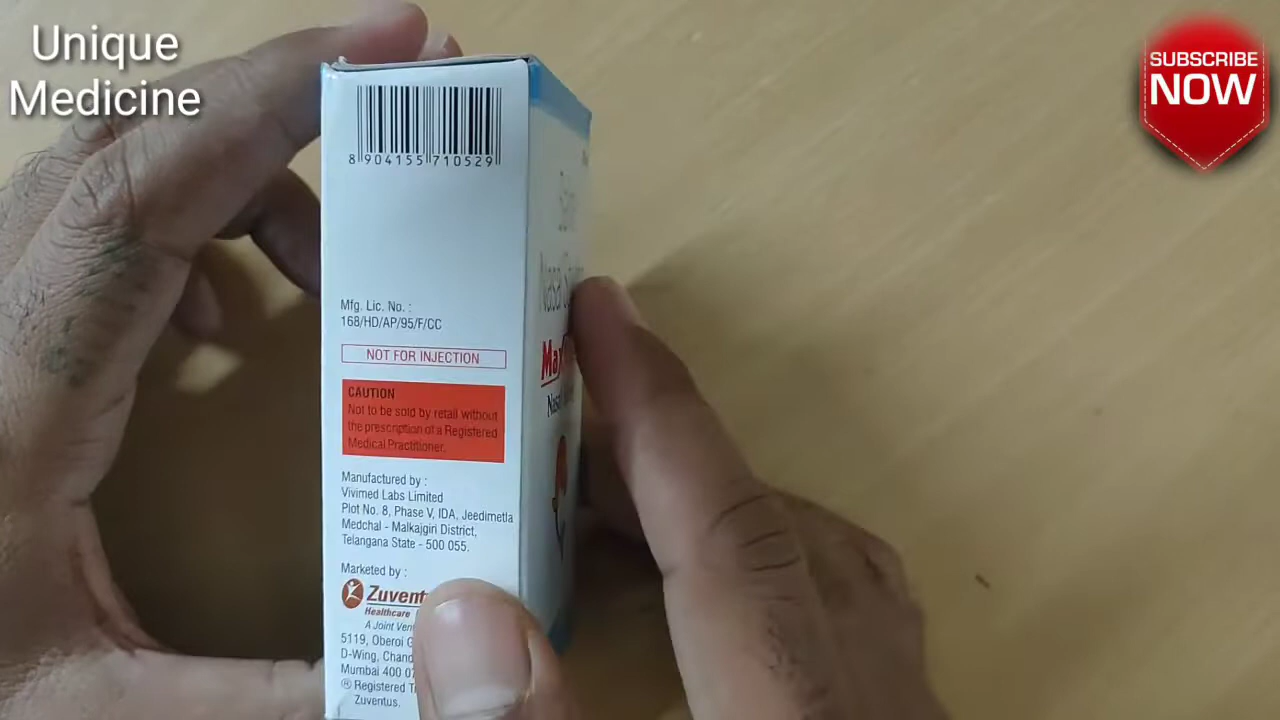 Unique
Medicine
SUBSCRIBE
NOW
8 904155 710529
Mfg. Lic. No. :
168/HD/AP/95/F/CC
NOT FOR INJECTION
CAUTION
Not to be sold by retail without
the prescription of a Registered
Medical Practitioner.
Manufactured by :
Vivimed Labs Limited
Plot No. 8, Phase V, IDA, Jeedimetla
Medchal - Malkajgiri District,
Telangana State - 500 055.
Marketed by :
Healthcare
A Joint
5119, Oberoi
D-Wing,
Mumbai 400
® Registered
Zuventus.
Nasal